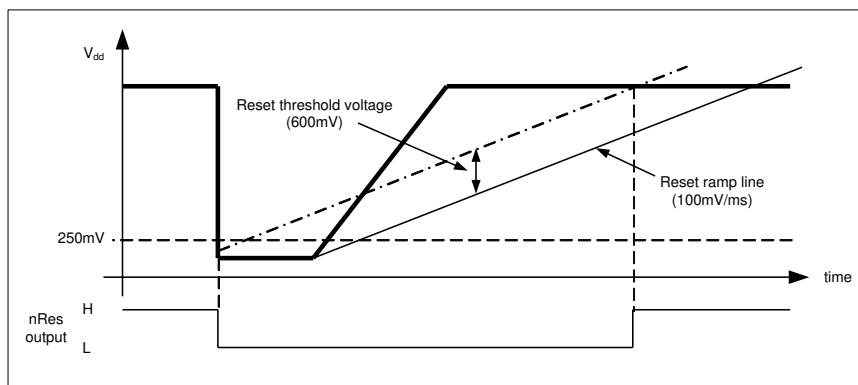 V_dd
Reset threshold voltage
(600mV)
Reset ramp line
(100mV/ms)
250mV
time
H
nRes
output
L